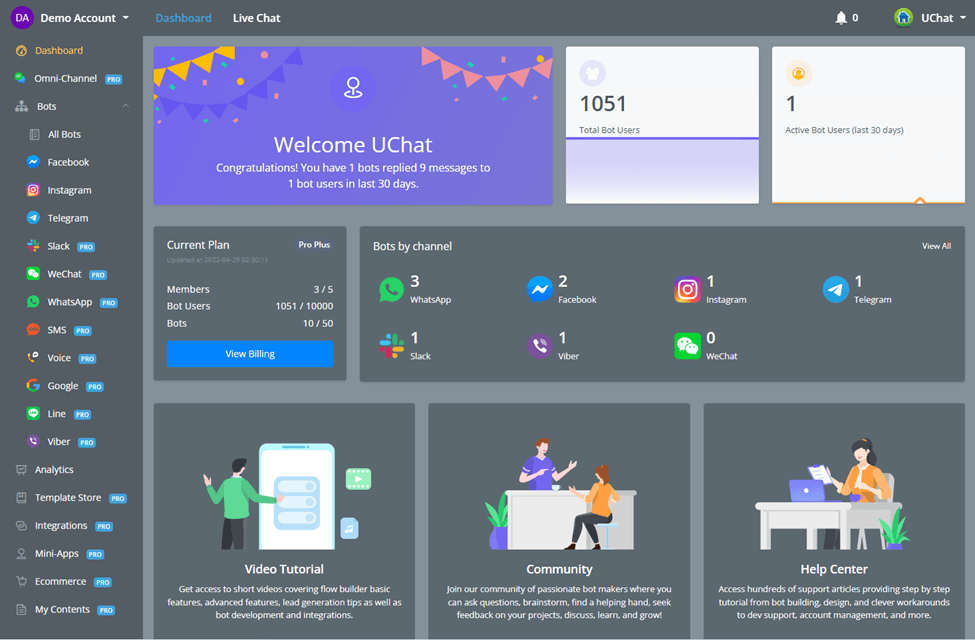 DA Demo Account
Dashboard
Live Chat
0
UChat
Dashboard
Omni-Channel PRO
Bots
All Bots
Facebook
Instagram
Telegram
Slack PRO
WeChat PRO
WhatsApp PRO
SMS PRO
Voice PRO
Google PRO
Line PRO
Viber PRO
Analytics
Template Store PRO
Integrations PRO
Mini-Apps PRO
Ecommerce PRO
My Contents PRO
Welcome UChat
Congratulations! You have 1 bots replied 9 messages to
1 bot users in last 30 days.
1051
Total Bot Users
1
Active Bot Users (last 30 days)
Current Plan
Pro Plus
Updated at 2022-04-29 02:30:11
Members 3 / 5
Bot Users 1051 / 10000
Bots 10 / 50
View Billing
Bots by channel
View All
3
WhatsApp
2
Facebook
1
Instagram
1
Telegram
1
Slack
1
Viber
0
WeChat
Video Tutorial
Get access to short videos covering flow builder basic
features, advanced features, lead generation tips as well as
bot development and integrations.
Community
Join our community of passionate bot makers where you
can ask questions, brainstorm, find a helping hand, seek
feedback on your projects, discuss, learn, and grow!
Help Center
Access hundreds of support articles providing step by step
tutorial from bot building, design, and clever workarounds
to dev support, account management, and more.